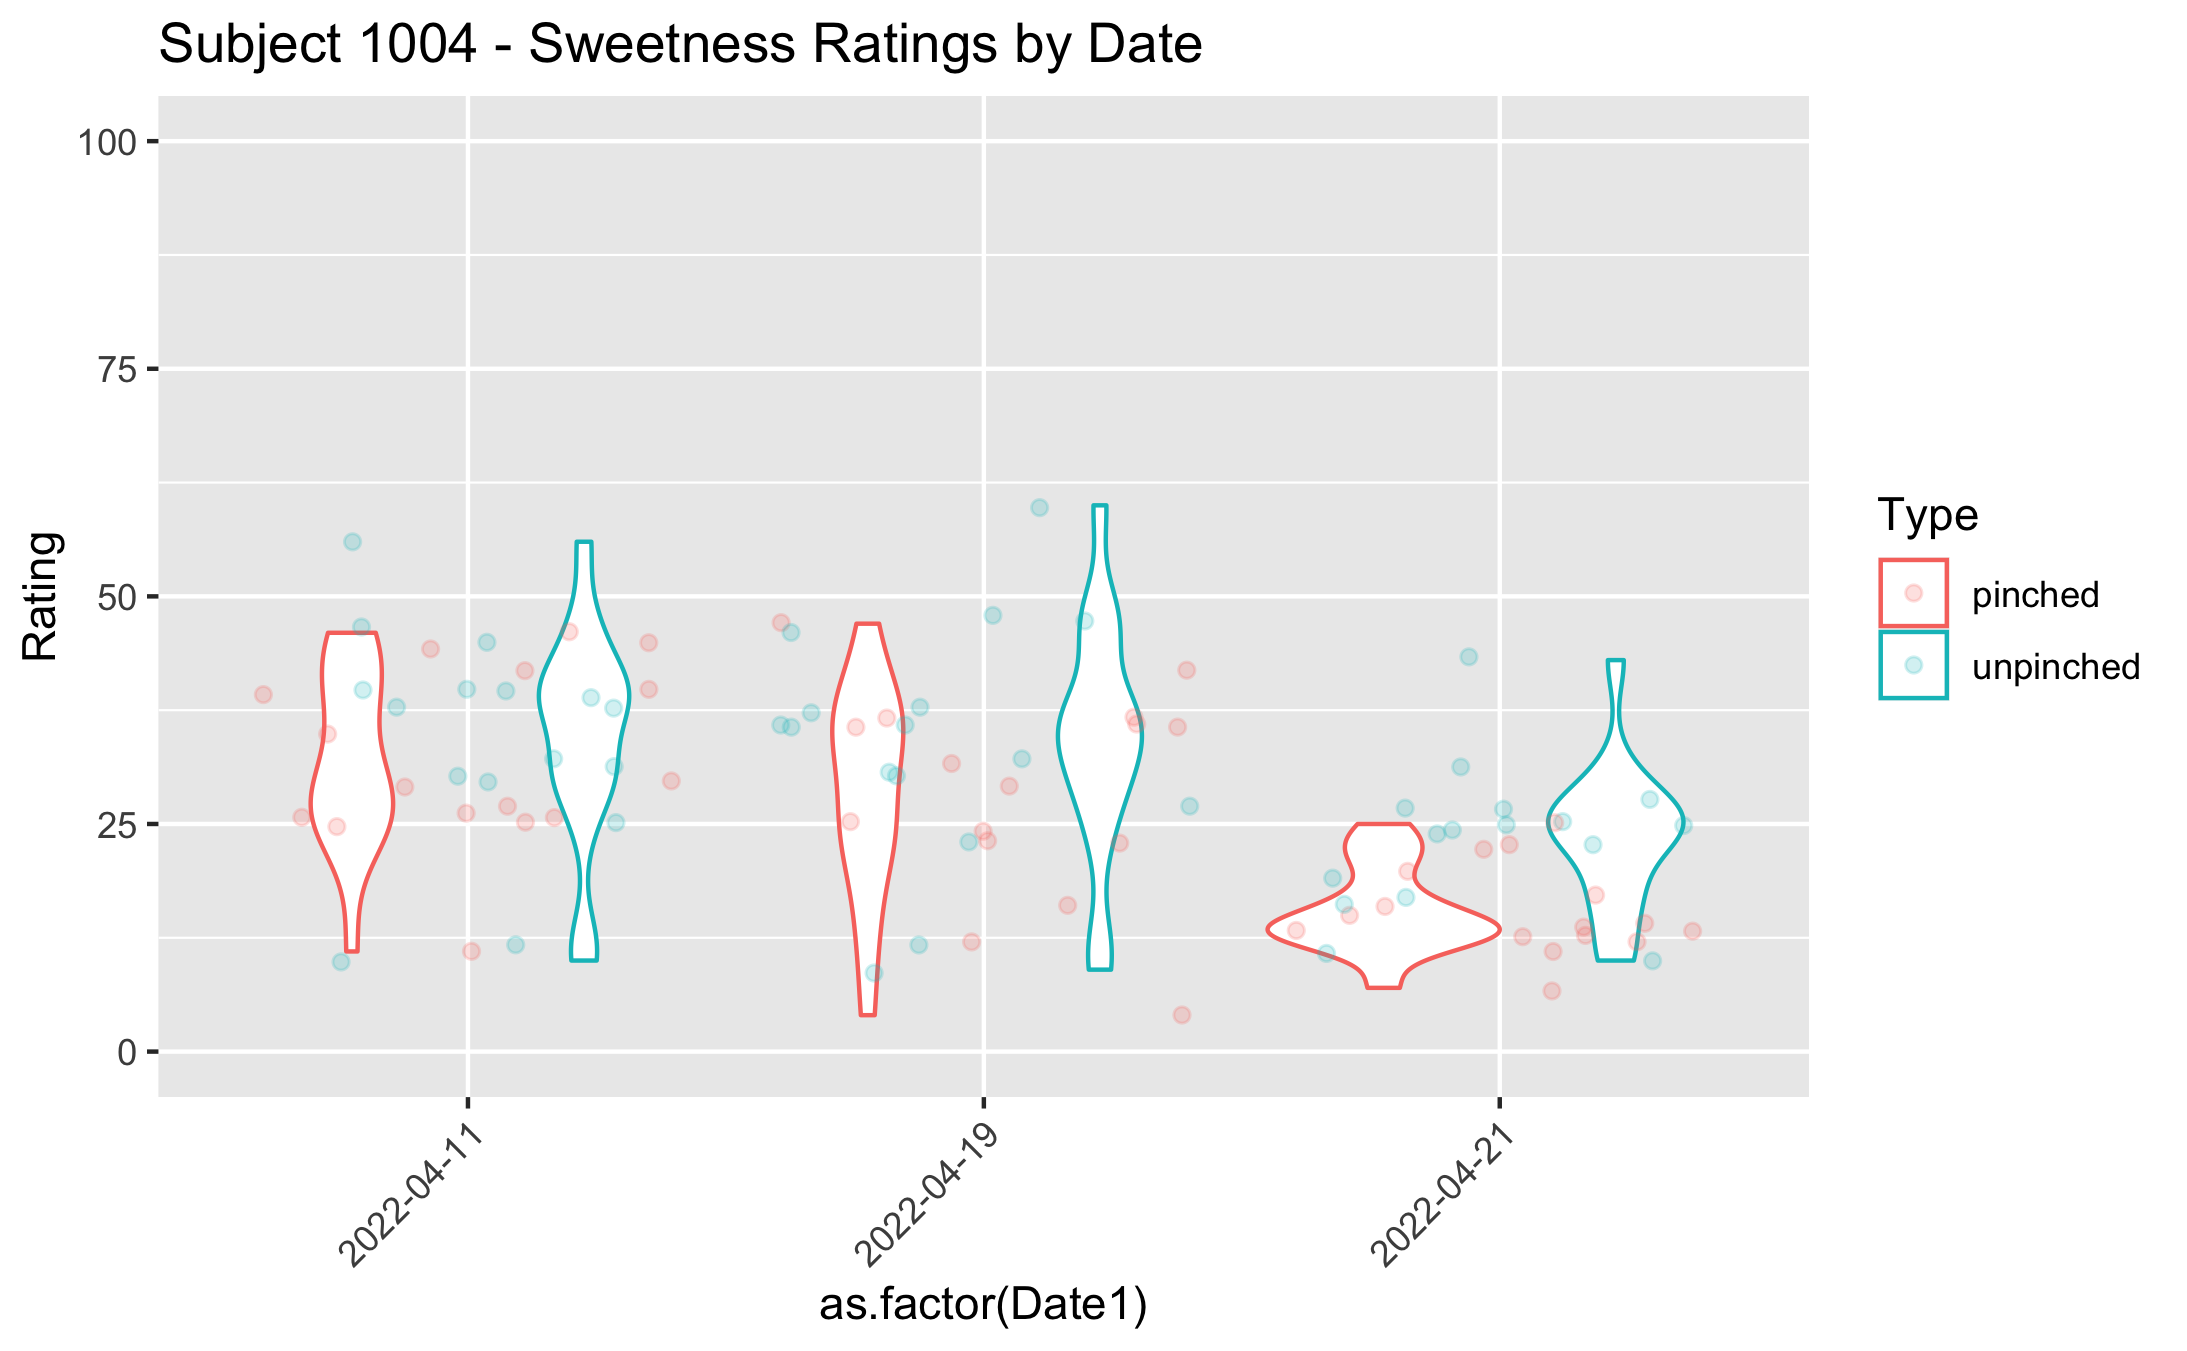 Subject 1004 - Sweetness Ratings by Date
100
75
50
25
0
Rating
2022-04-11
2022-04-19
2022-04-21
as.factor(Date1)
Type
pinched
unpinched